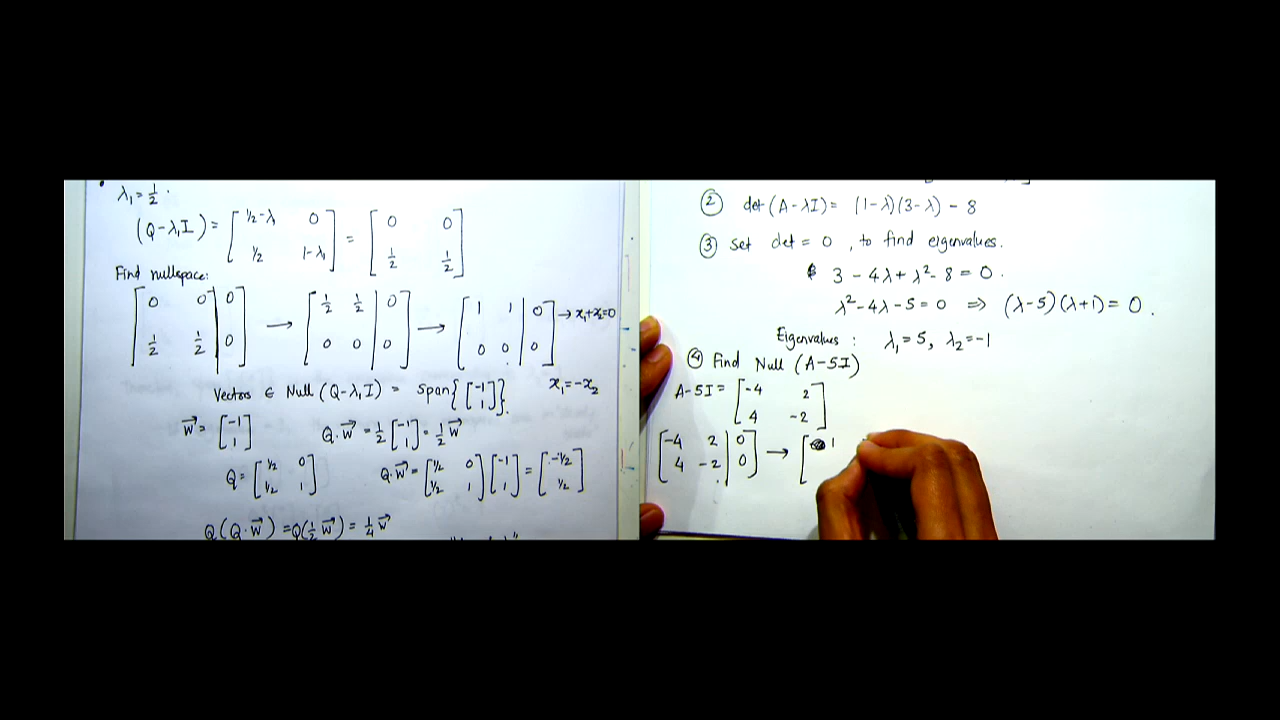 λ₁ = 1/2 .
(Q-λ₁I) = [ 1/2-λ 0 ; 1/2 1-λ₁ ] = [ 0 0 ; 1/2 1/2 ]
Find nullspace:
[ 0 0 | 0 ; 1/2 1/2 | 0 ] → [ 1/2 1/2 | 0 ; 0 0 | 0 ] → [ 1 1 | 0 ; 0 0 | 0 ] → x₁+x₂=0
Vectors ∈ Null (Q-λ₁I) = Span{ [ -1 ; 1 ] }. x₁=-x₂
w⃗ = [ -1 ; 1 ] Q.w⃗ = 1/2 [ -1 ; 1 ] = 1/2 w⃗
Q = [ 1/2 0 ; 1/2 1 ] Q.w⃗ = [ 1/2 0 ; 1/2 1 ] [ -1 ; 1 ] = [ -1/2 ; 1/2 ]
Q(Q.w⃗) = Q(1/2 w⃗) = 1/4 w⃗
② det (A-λI) = (1-λ)(3-λ) - 8
③ Set det = 0 , to find eigenvalues.
3 - 4λ + λ² - 8 = 0 .
λ² - 4λ - 5 = 0 ⇒ (λ-5)(λ+1) = 0 .
Eigenvalues : λ₁ = 5, λ₂ = -1
④ Find Null (A-5I)
A-5I = [ -4 2 ; 4 -2 ]
[ -4 2 | 0 ; 4 -2 | 0 ] → [ 1